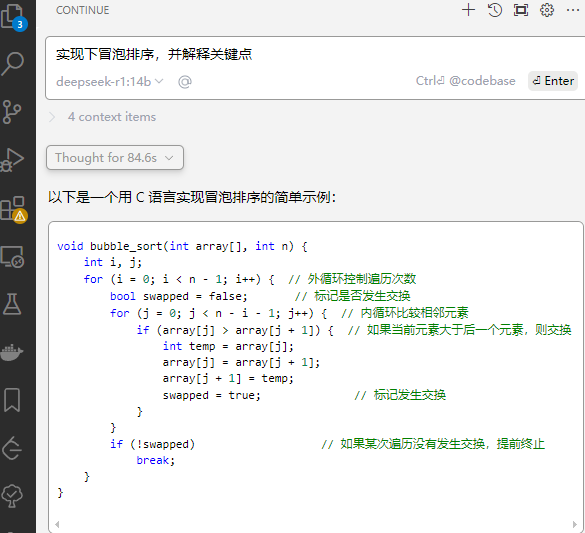 CONTINUE
3
实现下冒泡排序，并解释关键点
deepseek-r1:14b @ Ctrl⏎ @codebase ⏎ Enter
4 context items
Thought for 84.6s
以下是一个用 C 语言实现冒泡排序的简单示例：
void bubble_sort(int array[], int n) {
    int i, j;
    for (i = 0; i < n - 1; i++) {  // 外循环控制遍历次数
        bool swapped = false;       // 标记是否发生交换
        for (j = 0; j < n - i - 1; j++) {  // 内循环比较相邻元素
            if (array[j] > array[j + 1]) {  // 如果当前元素大于后一个元素，则交换
                int temp = array[j];
                array[j] = array[j + 1];
                array[j + 1] = temp;
                swapped = true;              // 标记发生交换
            }
        }
        if (!swapped)                   // 如果某次遍历没有发生交换，提前终止
            break;
    }
}